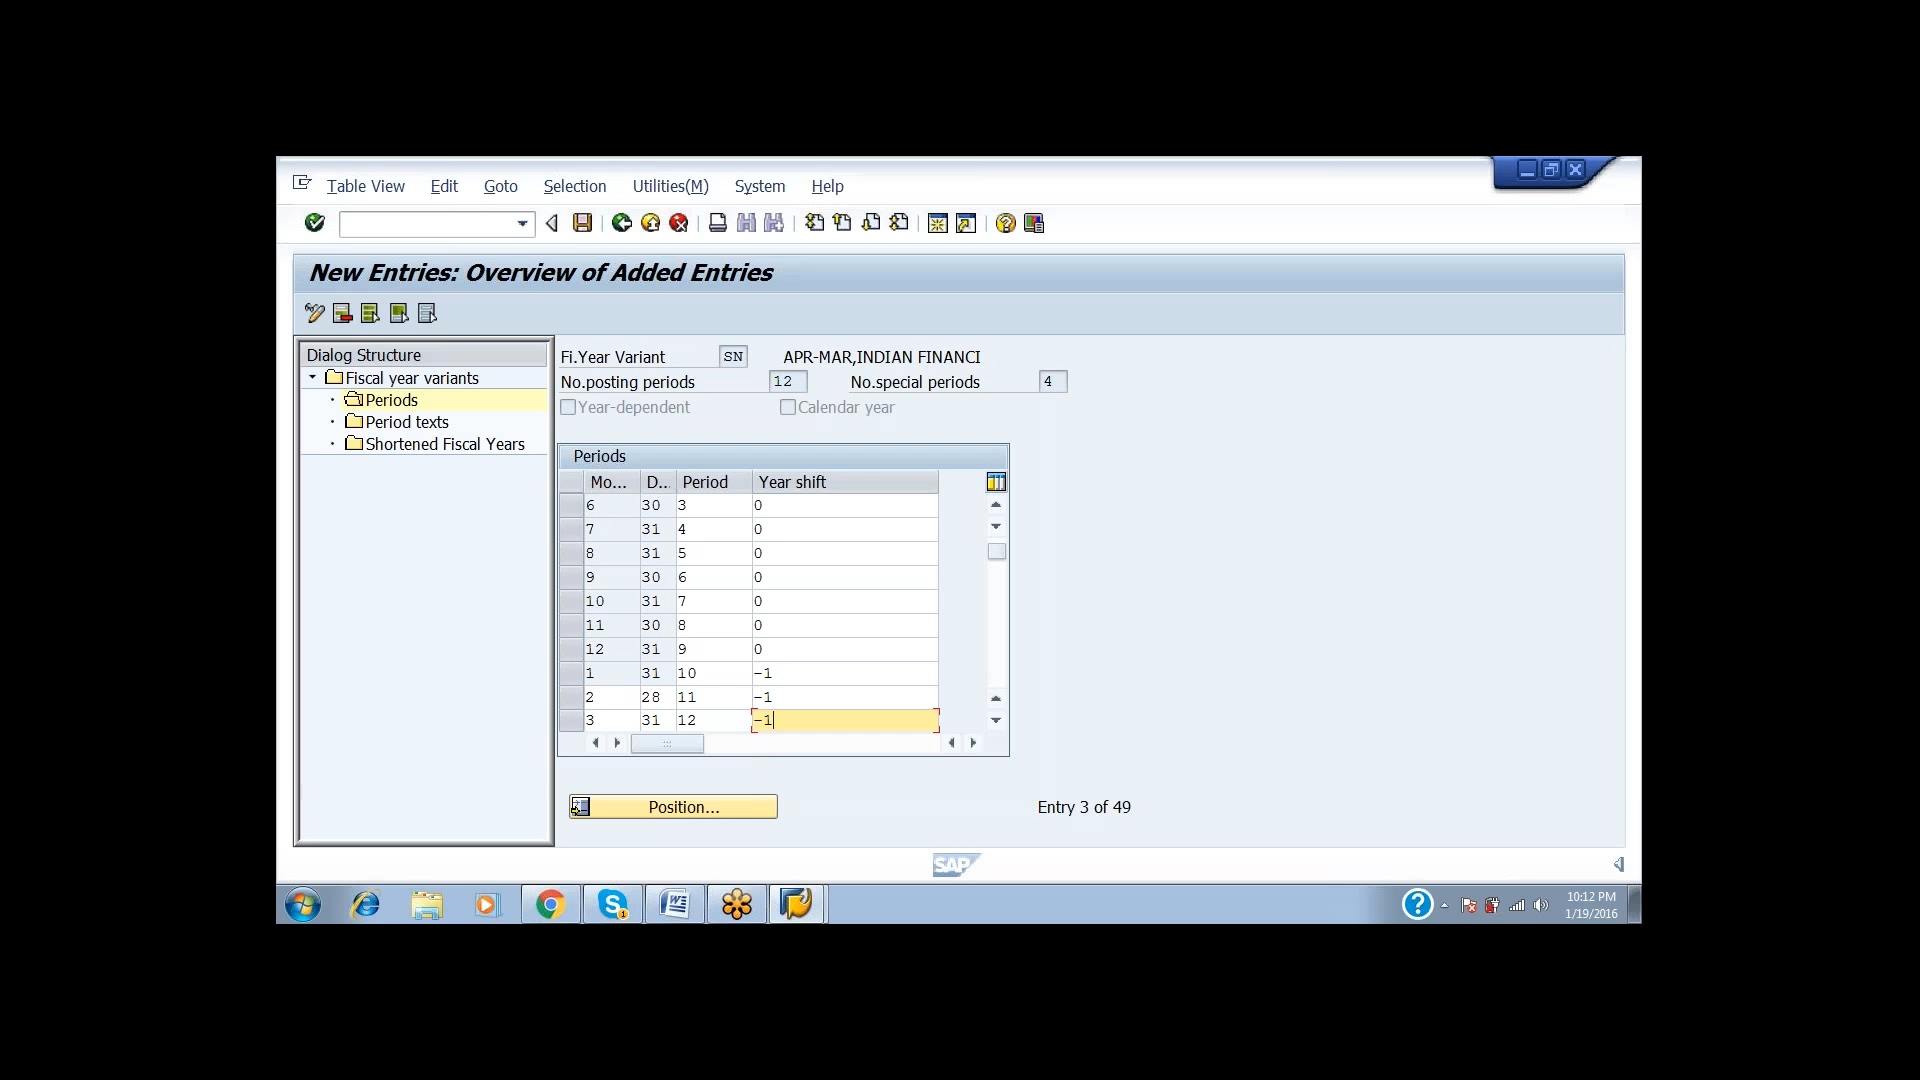 Table View Edit Goto Selection Utilities(M) System Help
New Entries: Overview of Added Entries
Dialog Structure
Fiscal year variants
Periods
Period texts
Shortened Fiscal Years
Fi.Year Variant SN APR-MAR,INDIAN FINANCI
No.posting periods 12 No.special periods 4
Year-dependent Calendar year
Periods
Mo... D.. Period Year shift
6 30 3 0
7 31 4 0
8 31 5 0
9 30 6 0
10 31 7 0
11 30 8 0
12 31 9 0
1 31 10 -1
2 28 11 -1
3 31 12 -1
Position... Entry 3 of 49
SAP
10:12 PM
1/19/2016